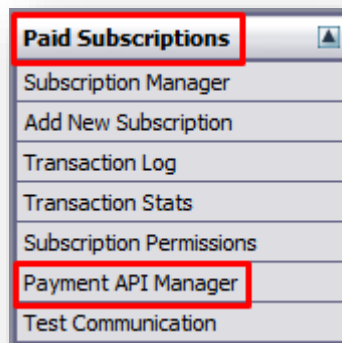 Paid Subscriptions
Subscription Manager
Add New Subscription
Transaction Log
Transaction Stats
Subscription Permissions
Payment API Manager
Test Communication